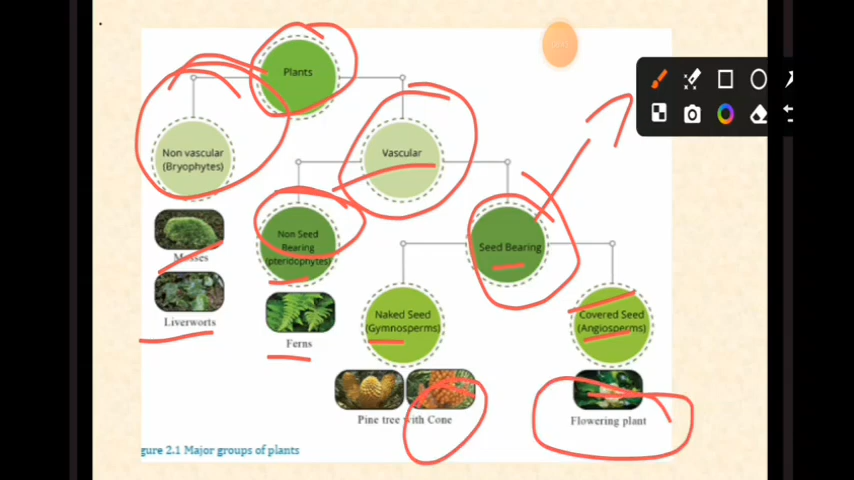 Plants
Non vascular
(Bryophytes)
Vascular
Mosses
Liverworts
Non Seed
Bearing
(pteridophytes)
Ferns
Seed Bearing
Naked Seed
(Gymnosperms)
Pine tree with Cone
Covered Seed
(Angiosperms)
Flowering plant
gure 2.1 Major groups of plants